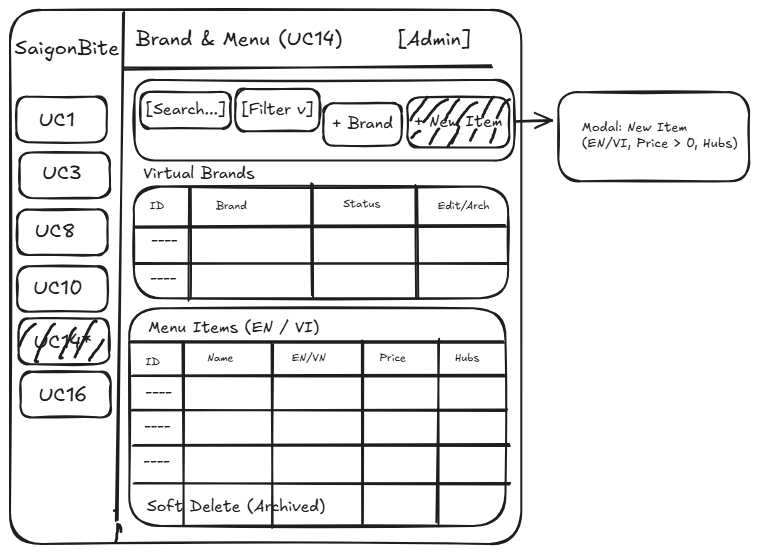 SaigonBite
Brand & Menu (UC14)
[Admin]
UC1
UC3
UC8
UC10
UC14*
UC16
[Search...]
[Filter v]
+ Brand
+ New Item
Modal: New Item
(EN/VI, Price > 0, Hubs)
Virtual Brands
ID Brand Status Edit/Arch
----
----
Menu Items (EN / VI)
ID Name EN/VN Price Hubs
----
----
----
Soft Delete (Archived)